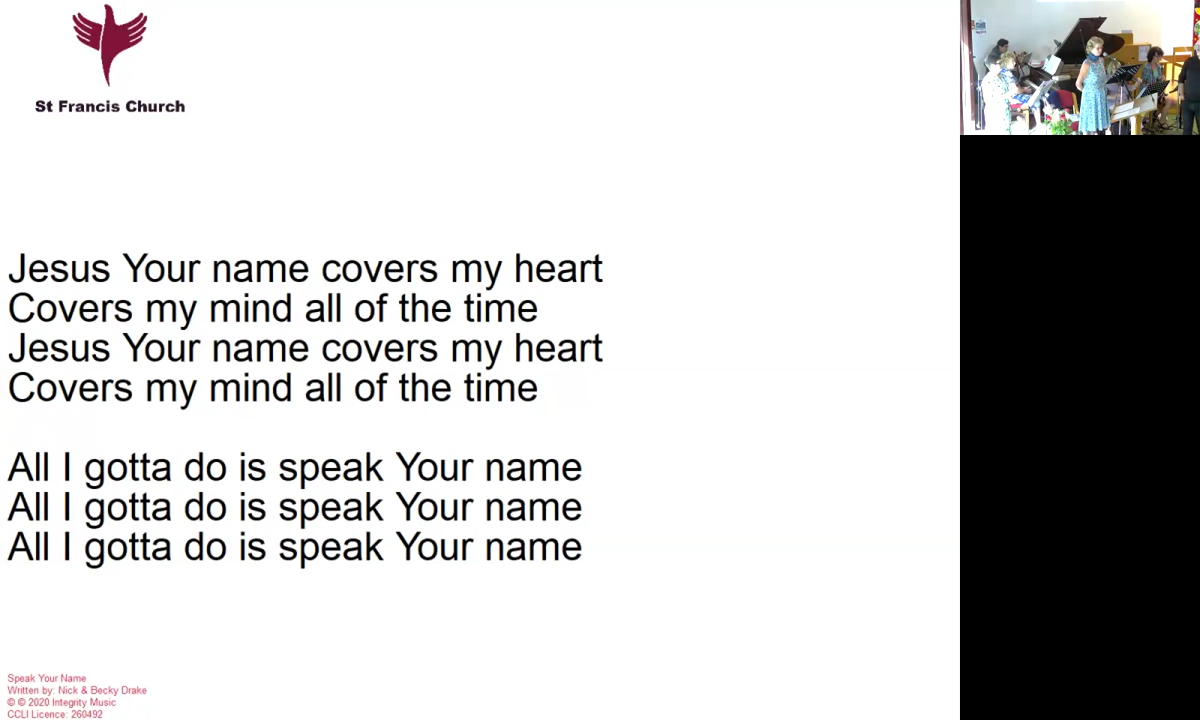 St Francis Church
Jesus Your name covers my heart
Covers my mind all of the time
Jesus Your name covers my heart
Covers my mind all of the time
All I gotta do is speak Your name
All I gotta do is speak Your name
All I gotta do is speak Your name
Speak Your Name
Written by: Nick & Becky Drake
© © 2020 Integrity Music
CCLI Licence: 260492